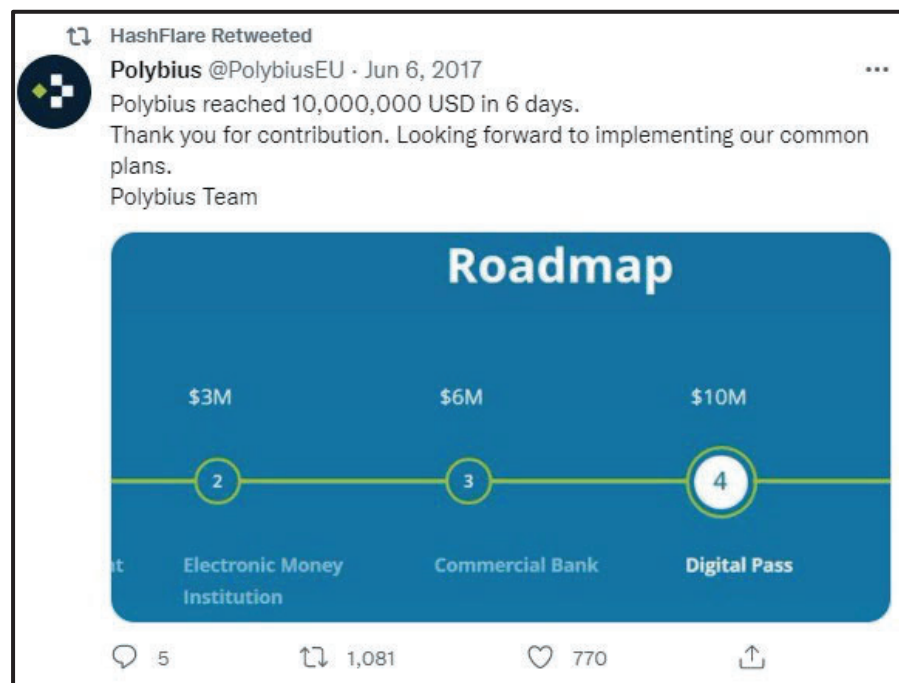 HashFlare Retweeted
Polybius @PolybiusEU · Jun 6, 2017
Polybius reached 10,000,000 USD in 6 days.
Thank you for contribution. Looking forward to implementing our common
plans.
Polybius Team
Roadmap
$3M $6M $10M
2 3 4
nt Electronic Money Commercial Bank Digital Pass
Institution
5 1,081 770